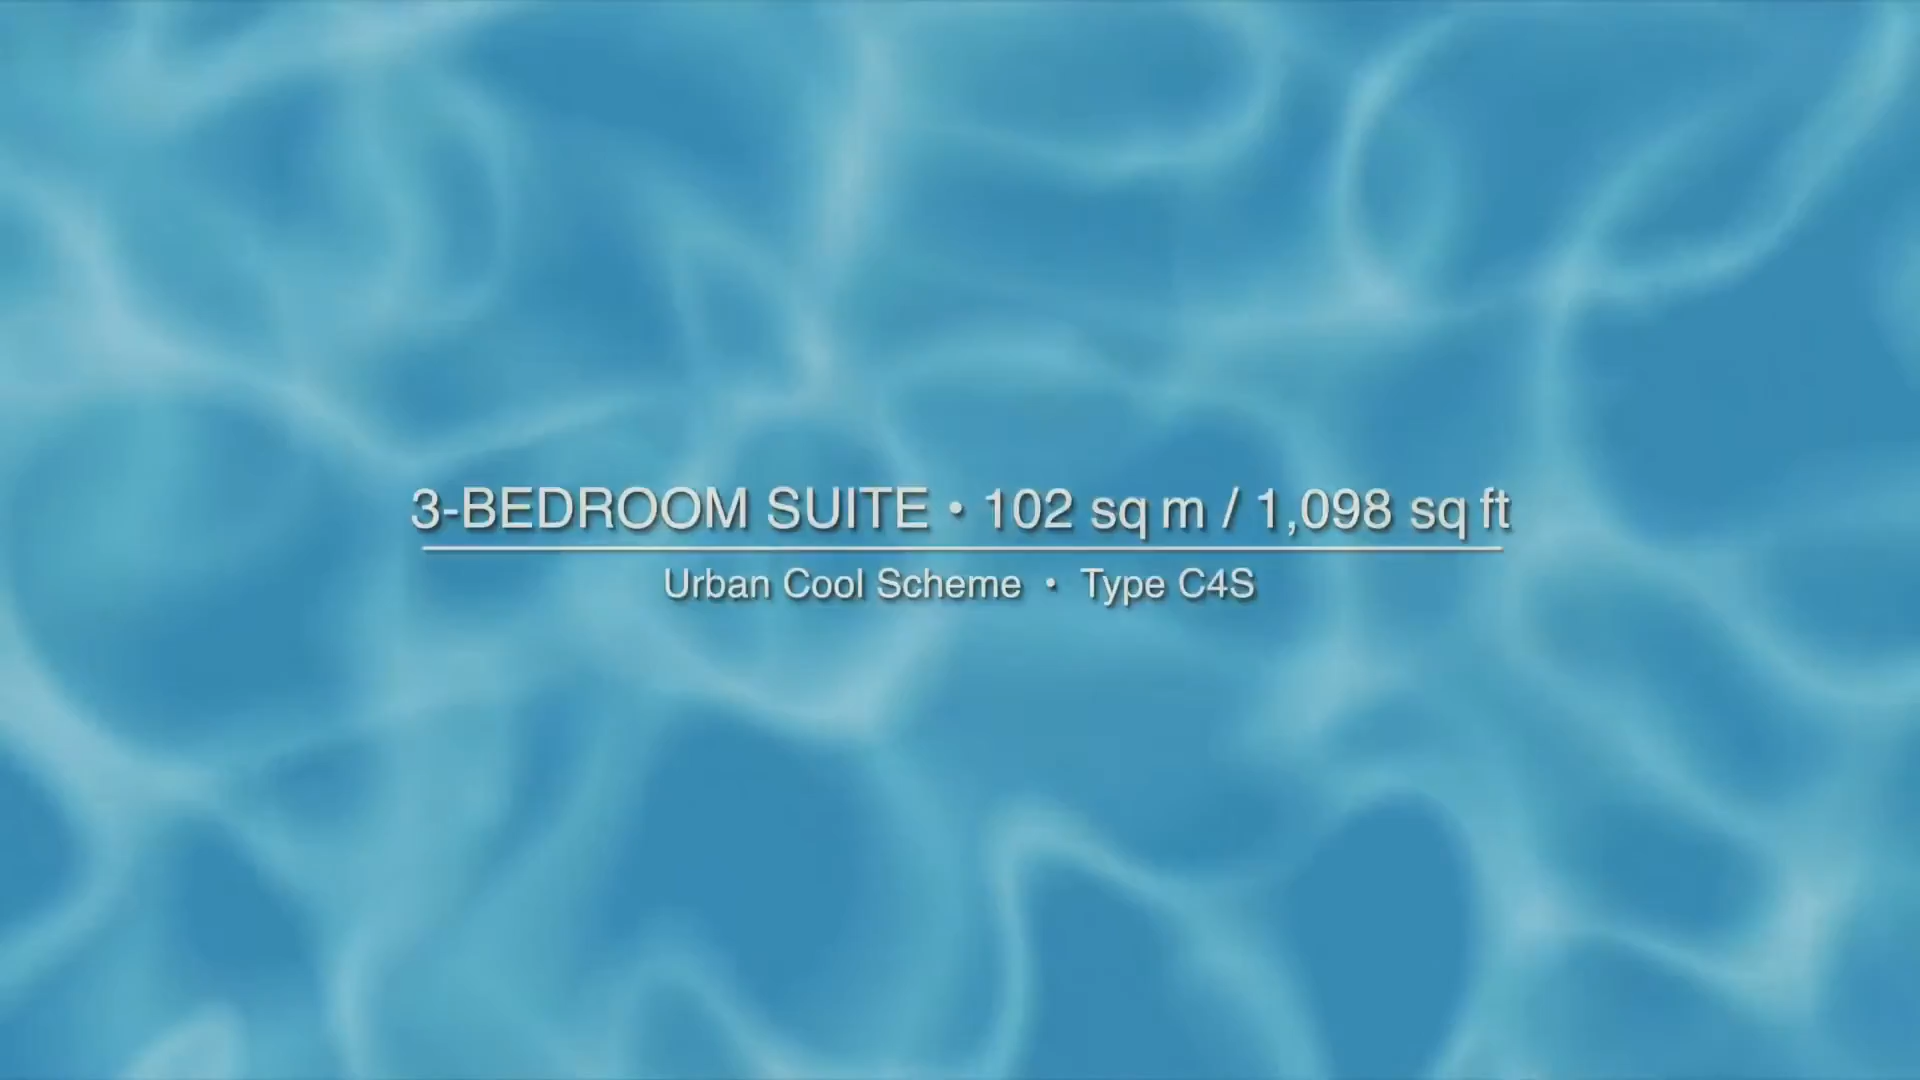 3-BEDROOM SUITE • 102 sq m / 1,098 sq ft
Urban Cool Scheme • Type C4S